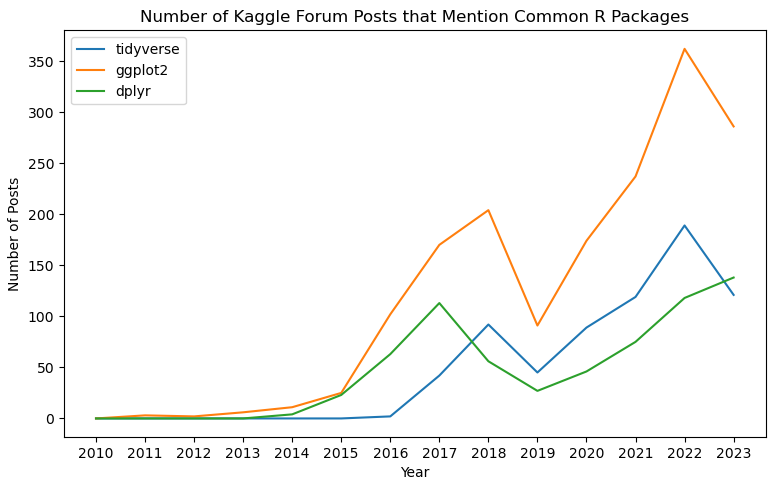 Number of Kaggle Forum Posts that Mention Common R Packages
tidyverse
ggplot2
dplyr
350
300
250
200
150
100
50
0
Number of Posts
2010 2011 2012 2013 2014 2015 2016 2017 2018 2019 2020 2021 2022 2023
Year